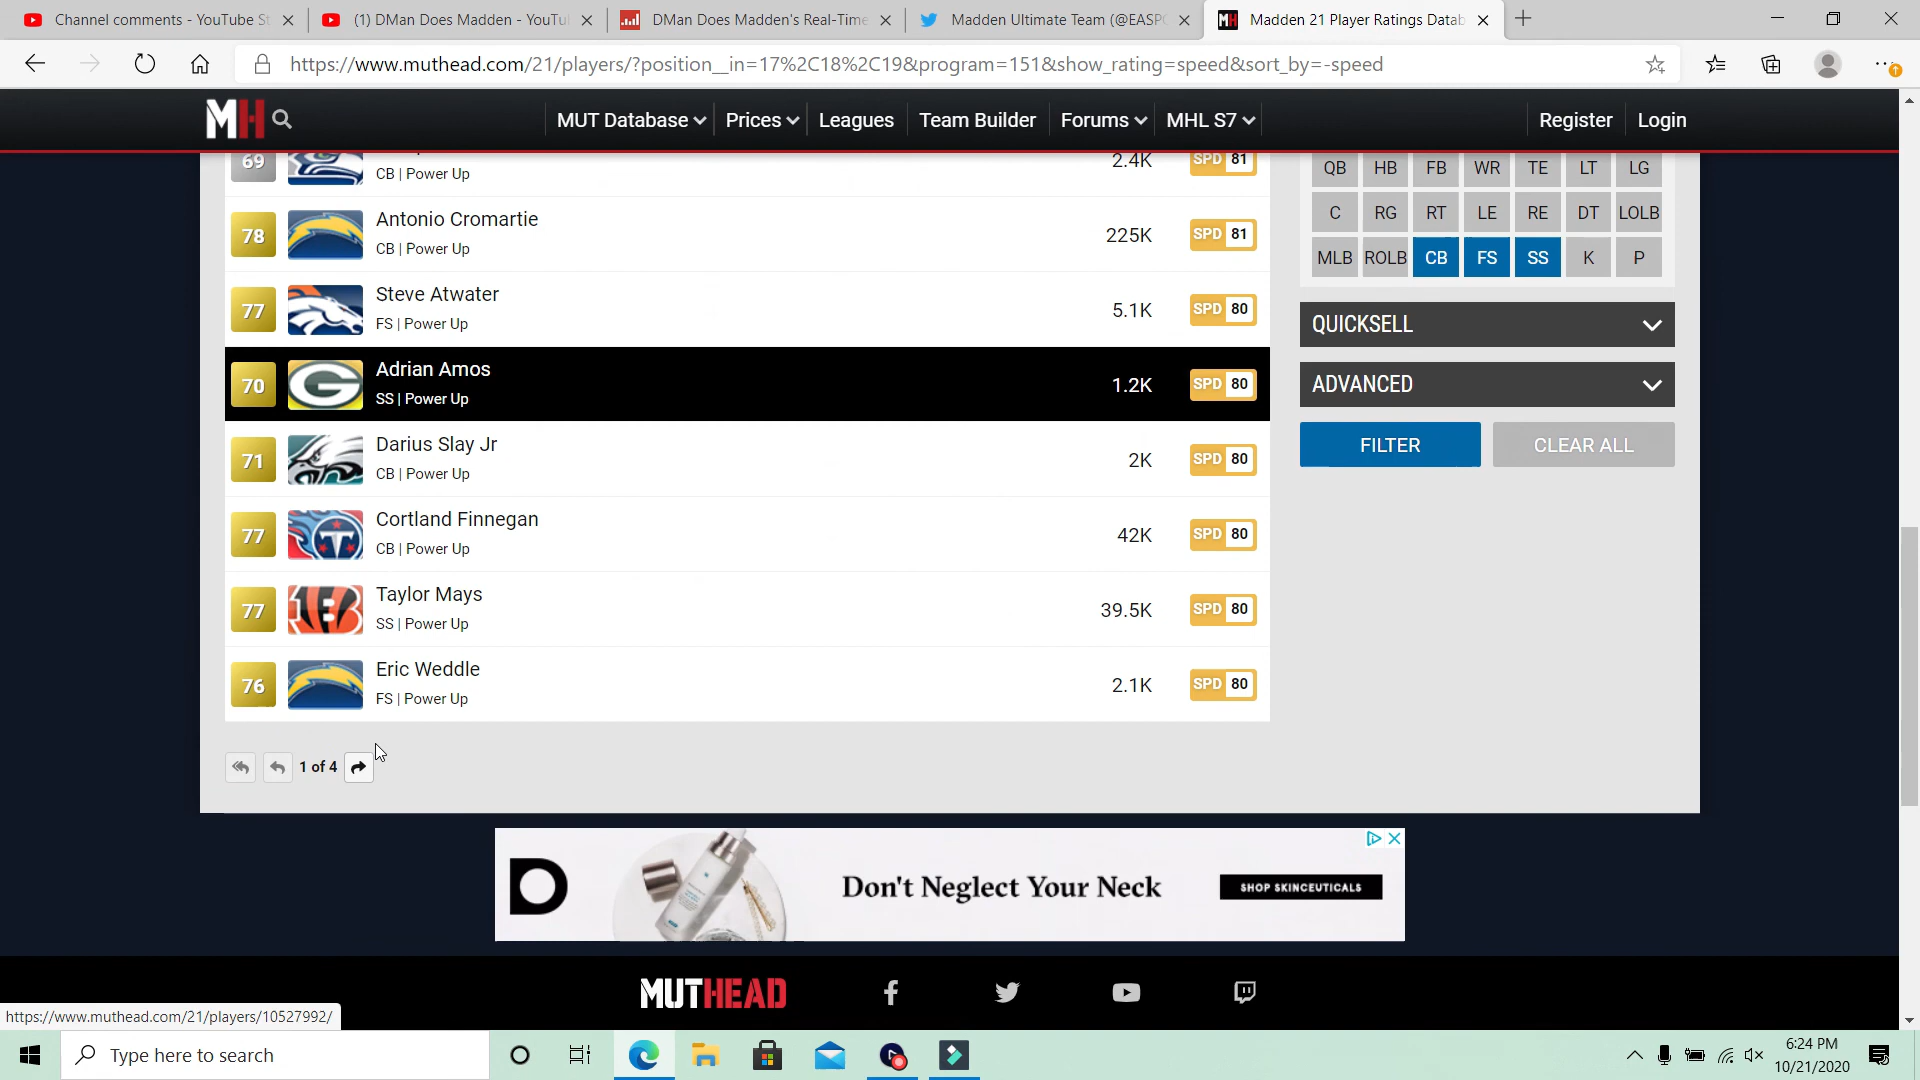 Channel comments - YouTube St
(1) DMan Does Madden - YouTu
DMan Does Madden's Real-Time
Madden Ultimate Team (@EASPO
Madden 21 Player Ratings Datab
https://www.muthead.com/21/players/?position__in=17%2C18%2C19&program=151&show_rating=speed&sort_by=-speed
MH
MUT Database
Prices
Leagues
Team Builder
Forums
MHL S7
Register
Login
69
CB | Power Up
2.4K
SPD 81
78
Antonio Cromartie
CB | Power Up
225K
SPD 81
77
Steve Atwater
FS | Power Up
5.1K
SPD 80
70
Adrian Amos
SS | Power Up
1.2K
SPD 80
71
Darius Slay Jr
CB | Power Up
2K
SPD 80
77
Cortland Finnegan
CB | Power Up
42K
SPD 80
77
Taylor Mays
SS | Power Up
39.5K
SPD 80
76
Eric Weddle
FS | Power Up
2.1K
SPD 80
1 of 4
QB HB FB WR TE LT LG
C RG RT LE RE DT LOLB
MLB ROLB CB FS SS K P
QUICKSELL
ADVANCED
FILTER
CLEAR ALL
D
Don't Neglect Your Neck
SHOP SKINCEUTICALS
MUTHEAD
https://www.muthead.com/21/players/10527992/
Type here to search
6:24 PM
10/21/2020